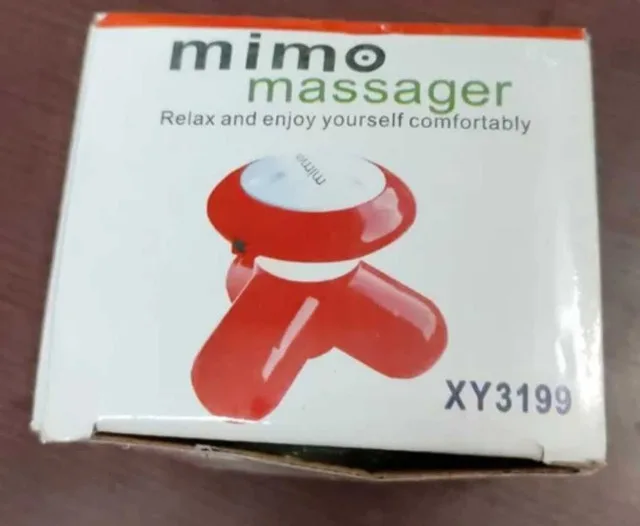 mimo
massager
Relax and enjoy yourself comfortably
mimo
XY3199